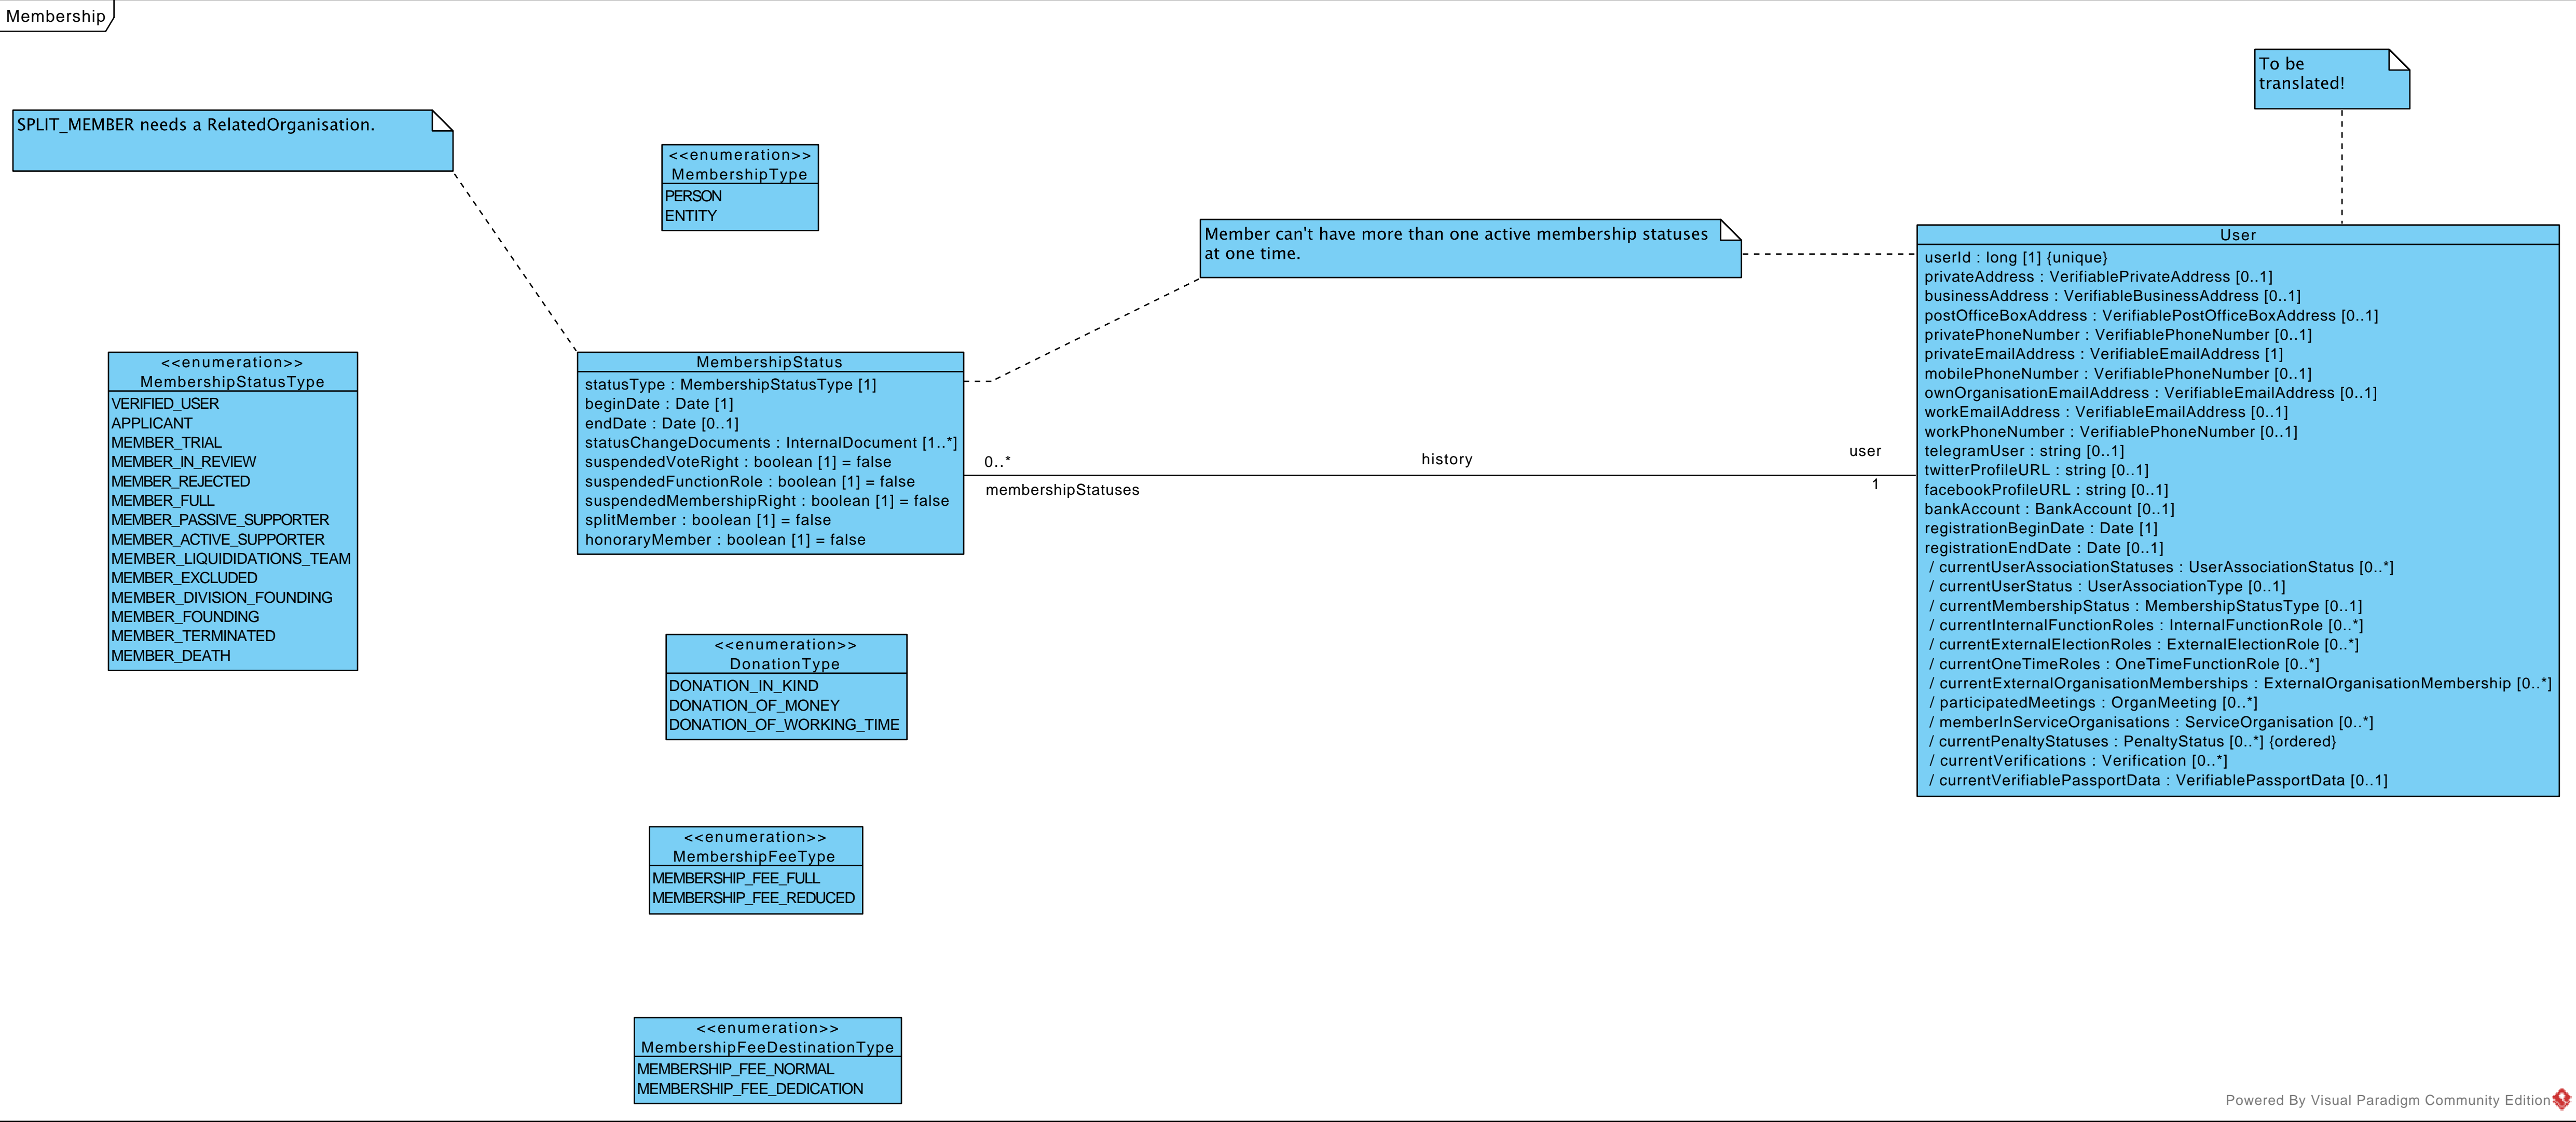 Membership
To be
translated!
SPLIT_MEMBER needs a RelatedOrganisation.
<<enumeration>>
MembershipType
PERSON
ENTITY
Member can't have more than one active membership statuses
at one time.
<<enumeration>>
MembershipStatusType
VERIFIED_USER
APPLICANT
MEMBER_TRIAL
MEMBER_IN_REVIEW
MEMBER_REJECTED
MEMBER_FULL
MEMBER_PASSIVE_SUPPORTER
MEMBER_ACTIVE_SUPPORTER
MEMBER_LIQUIDIDATIONS_TEAM
MEMBER_EXCLUDED
MEMBER_DIVISION_FOUNDING
MEMBER_FOUNDING
MEMBER_TERMINATED
MEMBER_DEATH
MembershipStatus
statusType : MembershipStatusType [1]
beginDate : Date [1]
endDate : Date [0..1]
statusChangeDocuments : InternalDocument [1..*]
suspendedVoteRight : boolean [1] = false
suspendedFunctionRole : boolean [1] = false
suspendedMembershipRight : boolean [1] = false
splitMember : boolean [1] = false
honoraryMember : boolean [1] = false
0..*
membershipStatuses
history
user
1
User
userId : long [1] {unique}
privateAddress : VerifiablePrivateAddress [0..1]
businessAddress : VerifiableBusinessAddress [0..1]
postOfficeBoxAddress : VerifiablePostOfficeBoxAddress [0..1]
privatePhoneNumber : VerifiablePhoneNumber [0..1]
privateEmailAddress : VerifiableEmailAddress [1]
mobilePhoneNumber : VerifiablePhoneNumber [0..1]
ownOrganisationEmailAddress : VerifiableEmailAddress [0..1]
workEmailAddress : VerifiableEmailAddress [0..1]
workPhoneNumber : VerifiablePhoneNumber [0..1]
telegramUser : string [0..1]
twitterProfileURL : string [0..1]
facebookProfileURL : string [0..1]
bankAccount : BankAccount [0..1]
registrationBeginDate : Date [1]
registrationEndDate : Date [0..1]
/ currentUserAssociationStatuses : UserAssociationStatus [0..*]
/ currentUserStatus : UserAssociationType [0..1]
/ currentMembershipStatus : MembershipStatusType [0..1]
/ currentInternalFunctionRoles : InternalFunctionRole [0..*]
/ currentExternalElectionRoles : ExternalElectionRole [0..*]
/ currentOneTimeRoles : OneTimeFunctionRole [0..*]
/ currentExternalOrganisationMemberships : ExternalOrganisationMembership [0..*]
/ participatedMeetings : OrganMeeting [0..*]
/ memberInServiceOrganisations : ServiceOrganisation [0..*]
/ currentPenaltyStatuses : PenaltyStatus [0..*] {ordered}
/ currentVerifications : Verification [0..*]
/ currentVerifiablePassportData : VerifiablePassportData [0..1]
<<enumeration>>
DonationType
DONATION_IN_KIND
DONATION_OF_MONEY
DONATION_OF_WORKING_TIME
<<enumeration>>
MembershipFeeType
MEMBERSHIP_FEE_FULL
MEMBERSHIP_FEE_REDUCED
<<enumeration>>
MembershipFeeDestinationType
MEMBERSHIP_FEE_NORMAL
MEMBERSHIP_FEE_DEDICATION
Powered By Visual Paradigm Community Edition